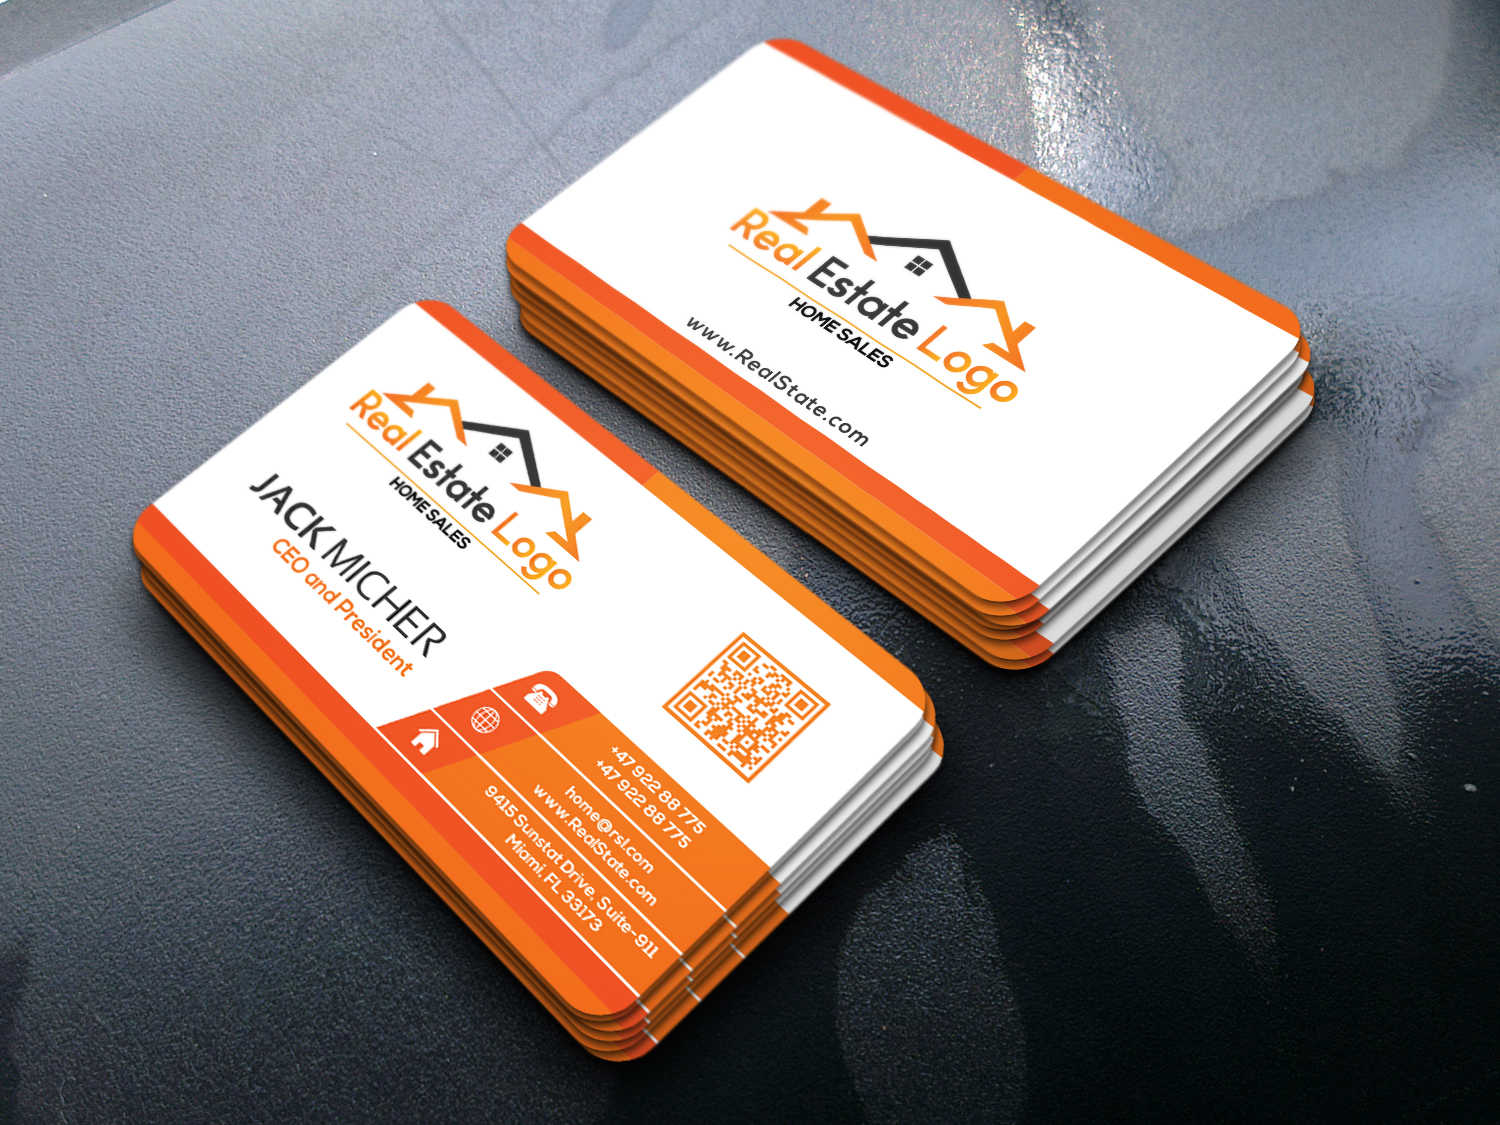 Real Estate Logo
HOME SALES
www.RealState.com
Real Estate Logo
HOME SALES
JACK MICHER
CEO and President
+47 922 88 775
+47 922 88 775
home@rsl.com
www.RealState.com
9415 Sunstat Drive, Suite-911
Miami, FL 33173